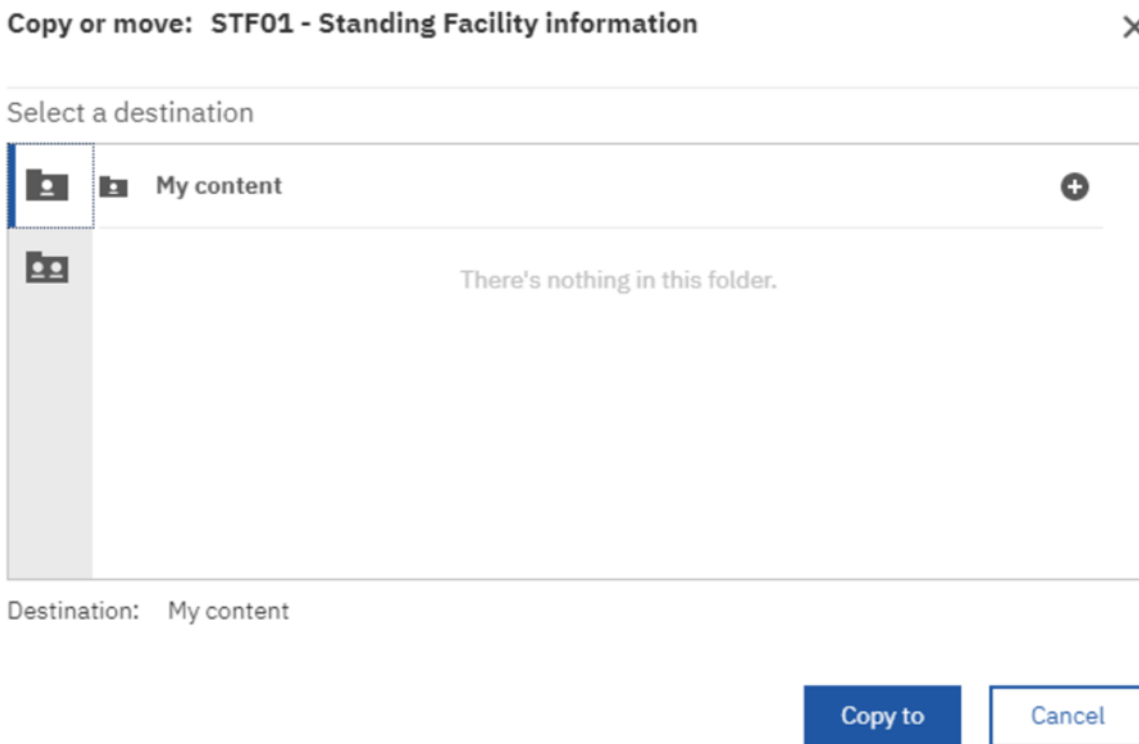 Copy or move: STF01 - Standing Facility information
Select a destination
My content
There's nothing in this folder.
Destination: My content
Copy to
Cancel